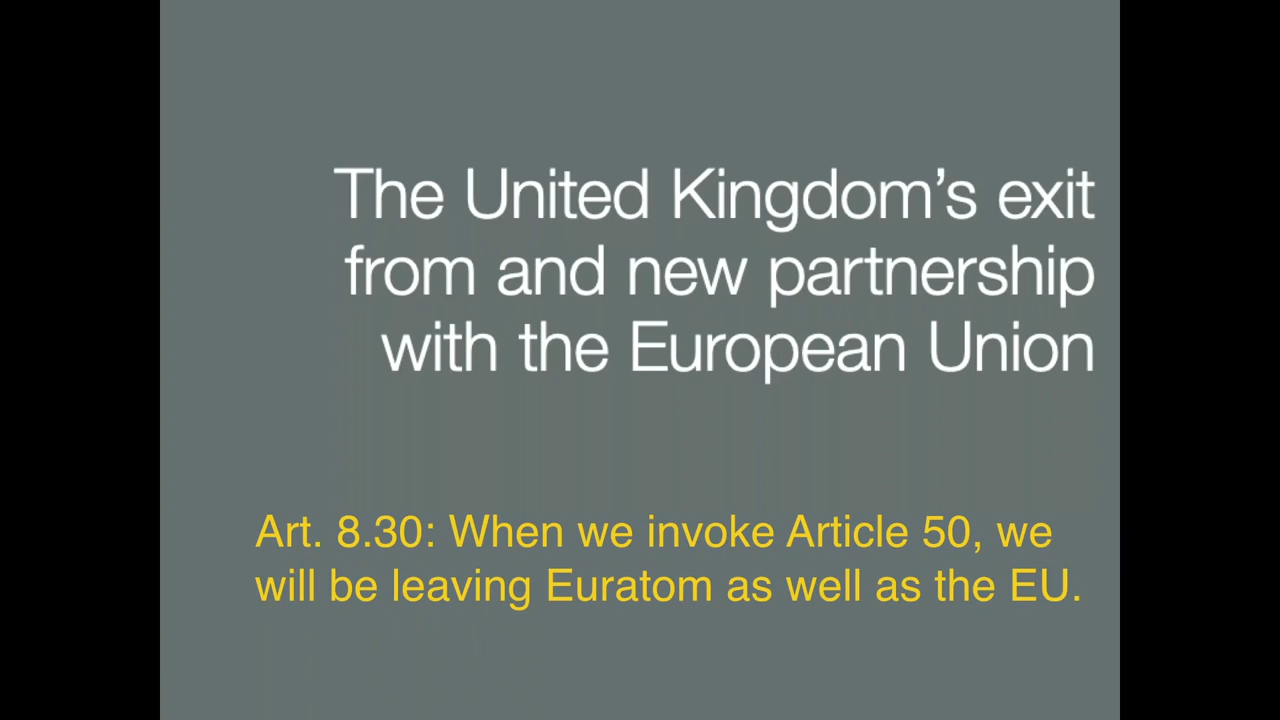 The United Kingdom’s exit
from and new partnership
with the European Union
Art. 8.30: When we invoke Article 50, we
will be leaving Euratom as well as the EU.